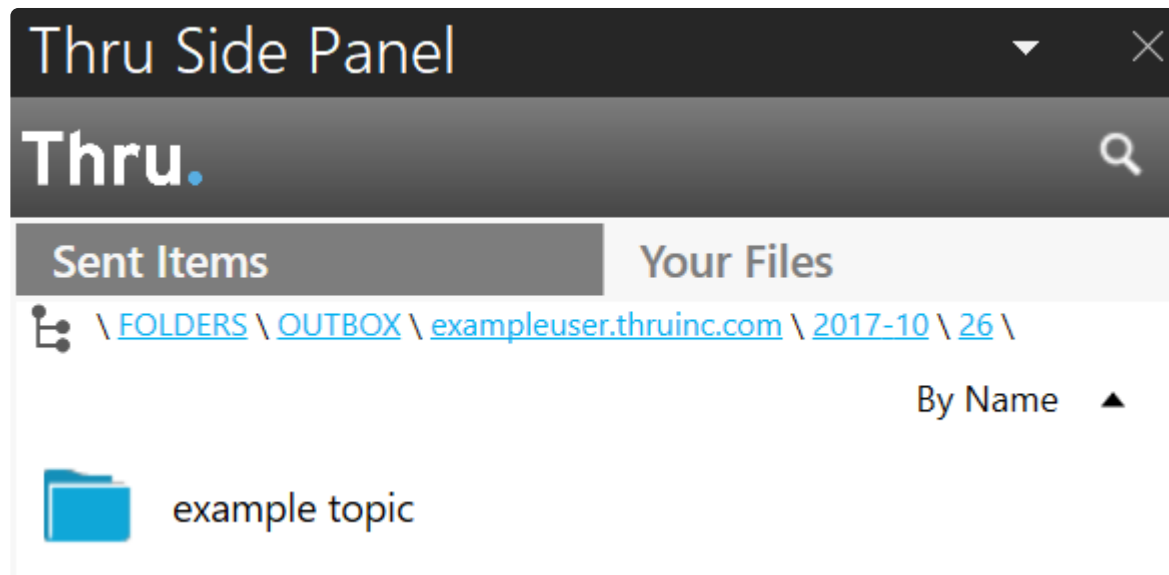 Thru Side Panel
Thru.
Sent Items Your Files
\ FOLDERS \ OUTBOX \ exampleuser.thruinc.com \ 2017-10 \ 26 \
By Name
example topic